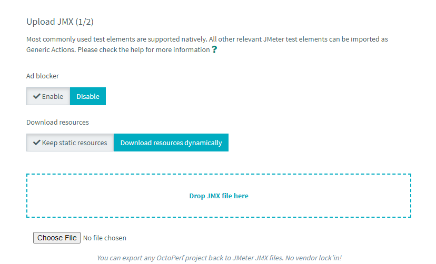 Upload JMX (1/2)
Most commonly used test elements are supported natively. All other relevant JMeter test elements can be imported as
Generic Actions. Please check the help for more information ?
Ad blocker
Enable Disable
Download resources
Keep static resources Download resources dynamically
Drop JMX file here
Choose File No file chosen
You can export any OctoPerf project back to JMeter JMX files. No vendor lock in!